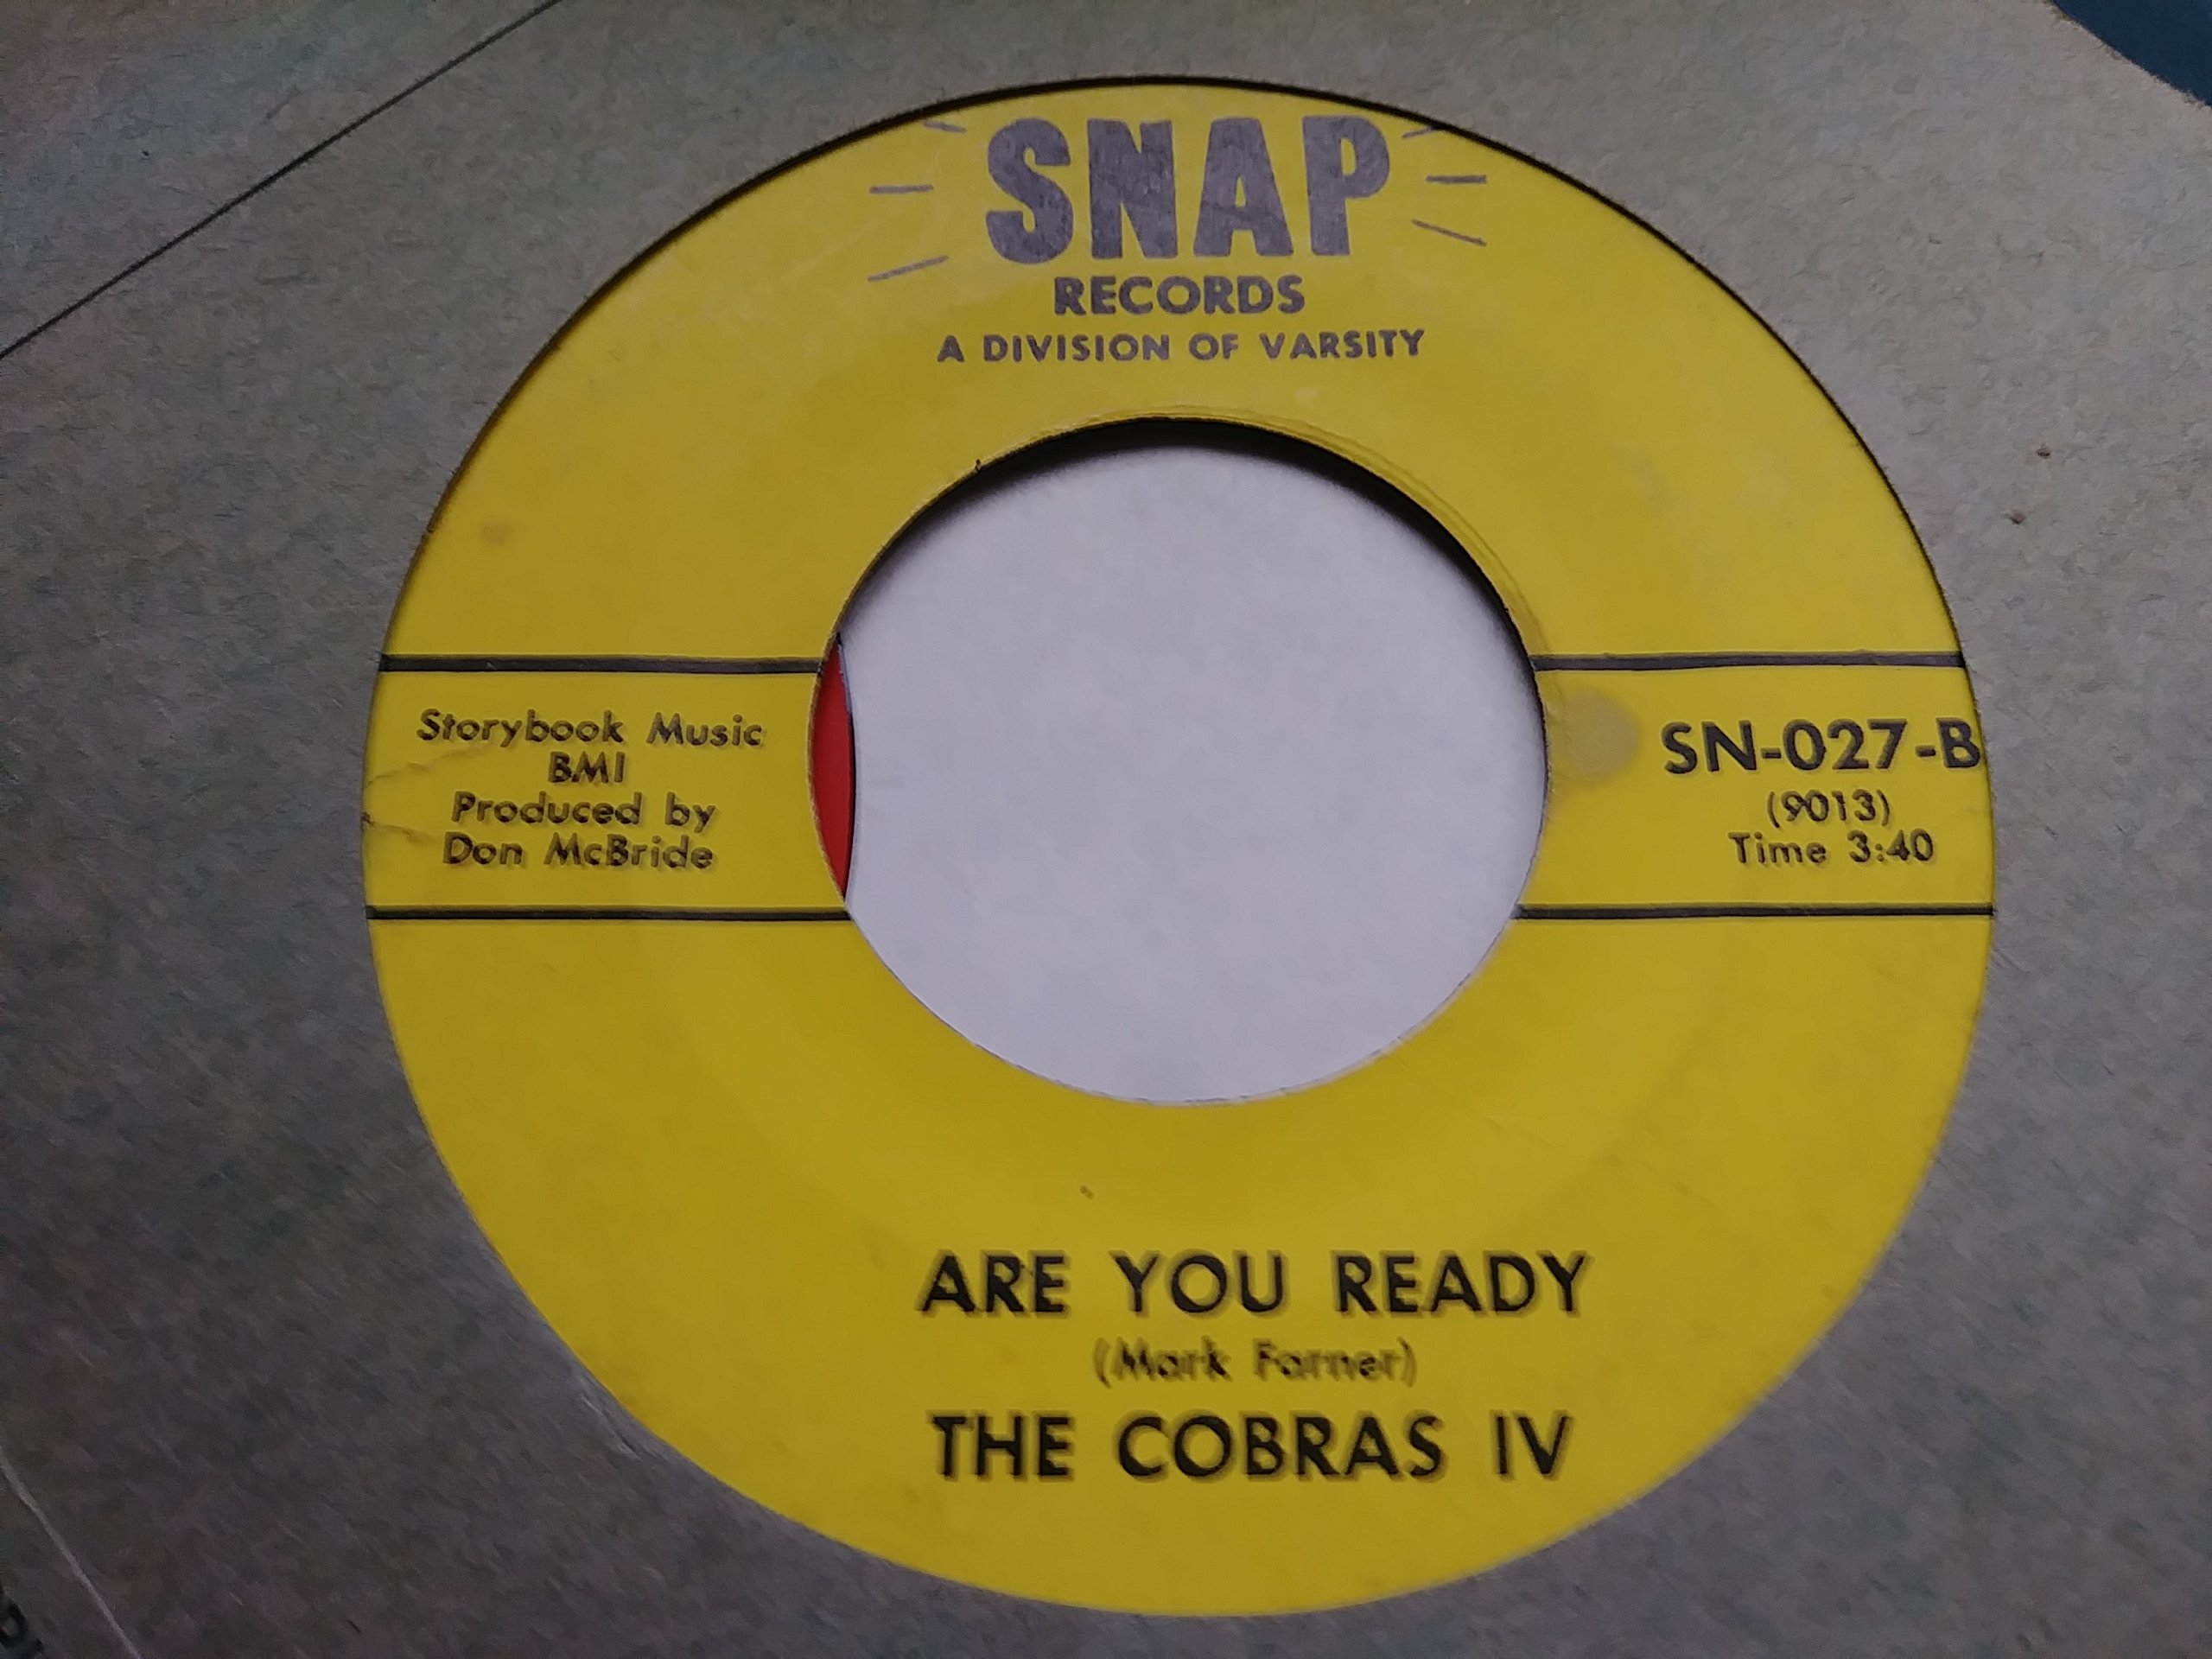 SNAP
RECORDS
A DIVISION OF VARSITY
Storybook Music
BMI
Produced by
Don McBride
SN-027-B
(9013)
Time 3:40
ARE YOU READY
(Mark Farner)
THE COBRAS IV